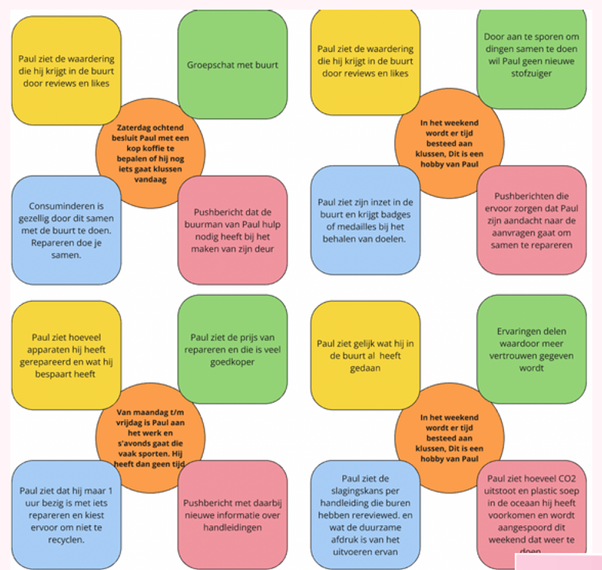 Paul ziet de waardering
die hij krijgt in de buurt
door reviews en likes
Groepschat met buurt
Zaterdag ochtend
besluit Paul met een
kop koffie te
bepalen of hij nog
iets gaat klussen
vandaag
Consuminderen is
gezellig door dit samen
met de buurt te doen.
Repareren doe je
samen.
Pushbericht dat de
buurman van Paul hulp
nodig heeft bij het
maken van zijn deur
Paul ziet de waardering
die hij krijgt in de buurt
door reviews en likes
Door aan te sporen om
dingen samen te doen
wil Paul geen nieuwe
stofzuiger
In het weekend
wordt er tijd
besteed aan
klussen, Dit is een
hobby van Paul
Paul ziet zijn inzet in de
buurt en krijgt badges
of medailles bij het
behalen van doelen.
Pushberichten die
ervoor zorgen dat Paul
zijn aandacht naar de
aanvragen gaat om
samen te repareren
Paul ziet hoeveel
apparaten hij heeft
gerepareerd en wat hij
bespaart heeft
Paul ziet de prijs van
repareren en die is veel
goedkoper
Van maandag t/m
vrijdag is Paul aan
het werk en
s'avonds gaat die
vaak sporten. Hij
heeft dan geen tijd
Paul ziet dat hij maar 1
uur bezig is met iets
repareren en kiest
ervoor om niet te
recyclen.
Pushbericht met daarbij
nieuwe informatie over
handleidingen
Paul ziet gelijk wat hij in
de buurt al heeft
gedaan
Ervaringen delen
waardoor meer
vertrouwen gegeven
wordt
In het weekend
wordt er tijd
besteed aan
klussen, Dit is een
hobby van Paul
Paul ziet de
slagingskans per
handleiding die buren
hebben rereviewed. en
wat de duurzame
afdruk is van het
uitvoeren ervan
Paul ziet hoeveel CO2
uitstoot en plastic soep
in de oceaan hij heeft
voorkomen en wordt
aangespoord dit
weekend dat weer te
doen